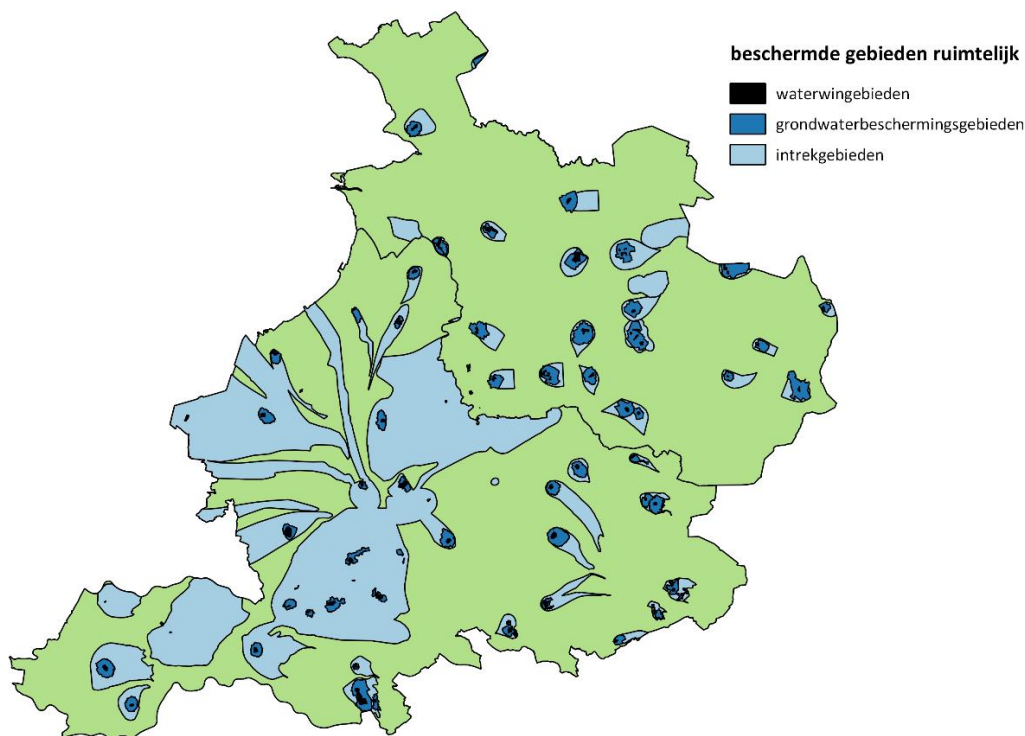 beschermde gebieden ruimtelijk
waterwingebieden
grondwaterbeschermingsgebieden
intrekgebieden